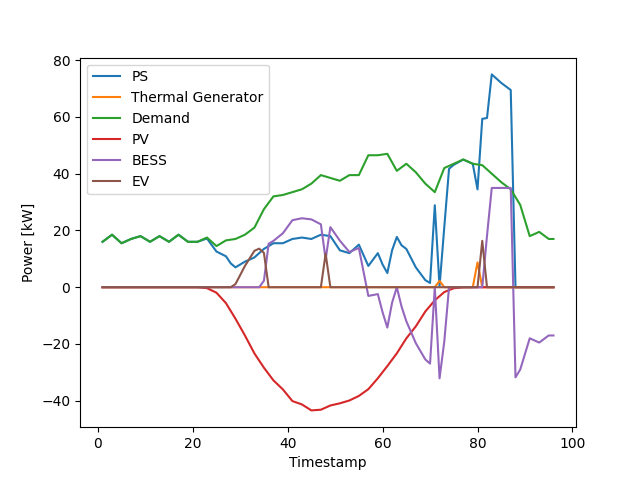 80
60
40
20
0
−20
−40
Power [kW]
PS
Thermal Generator
Demand
PV
BESS
EV
0
20
40
60
80
100
Timestamp